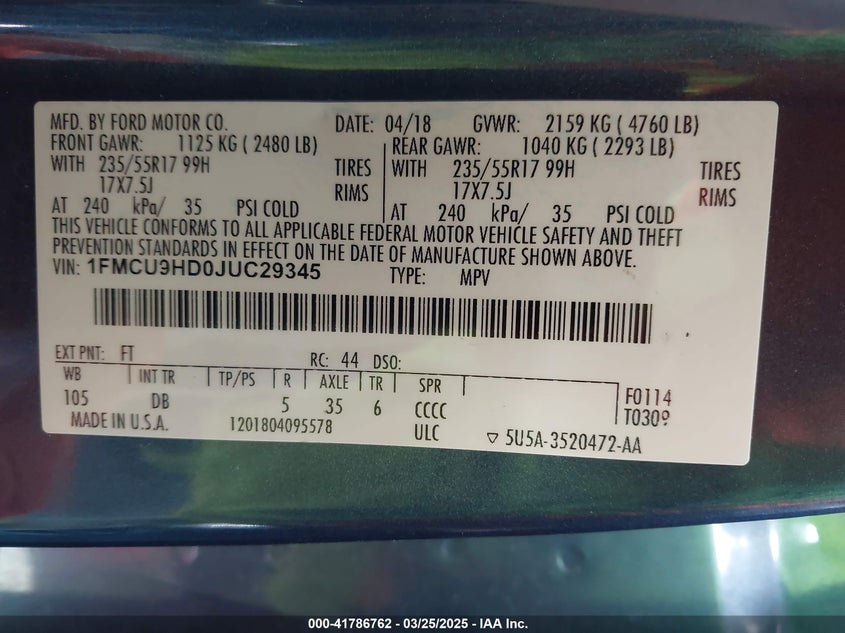 MFD. BY FORD MOTOR CO. DATE: 04/18 GVWR: 2159 KG ( 4760 LB)
FRONT GAWR: 1125 KG ( 2480 LB) REAR GAWR: 1040 KG ( 2293 LB)
WITH 235/55R17 99H TIRES WITH 235/55R17 99H TIRES
17X7.5J RIMS 17X7.5J RIMS
AT 240 kPa/ 35 PSI COLD AT 240 kPa/ 35 PSI COLD
THIS VEHICLE CONFORMS TO ALL APPLICABLE FEDERAL MOTOR VEHICLE SAFETY AND THEFT
PREVENTION STANDARDS IN EFFECT ON THE DATE OF MANUFACTURE SHOWN ABOVE.
VIN: 1FMCU9HD0JUC29345 TYPE: MPV
EXT PNT: FT RC: 44 DSO:
WB INT TR TP/PS R AXLE TR SPR F0114
105 DB 5 35 6 CCCC T0309
MADE IN U.S.A. 1201804095578 ULC ▽ 5U5A-3520472-AA
000-41786762 - 03/25/2025 - IAA Inc.